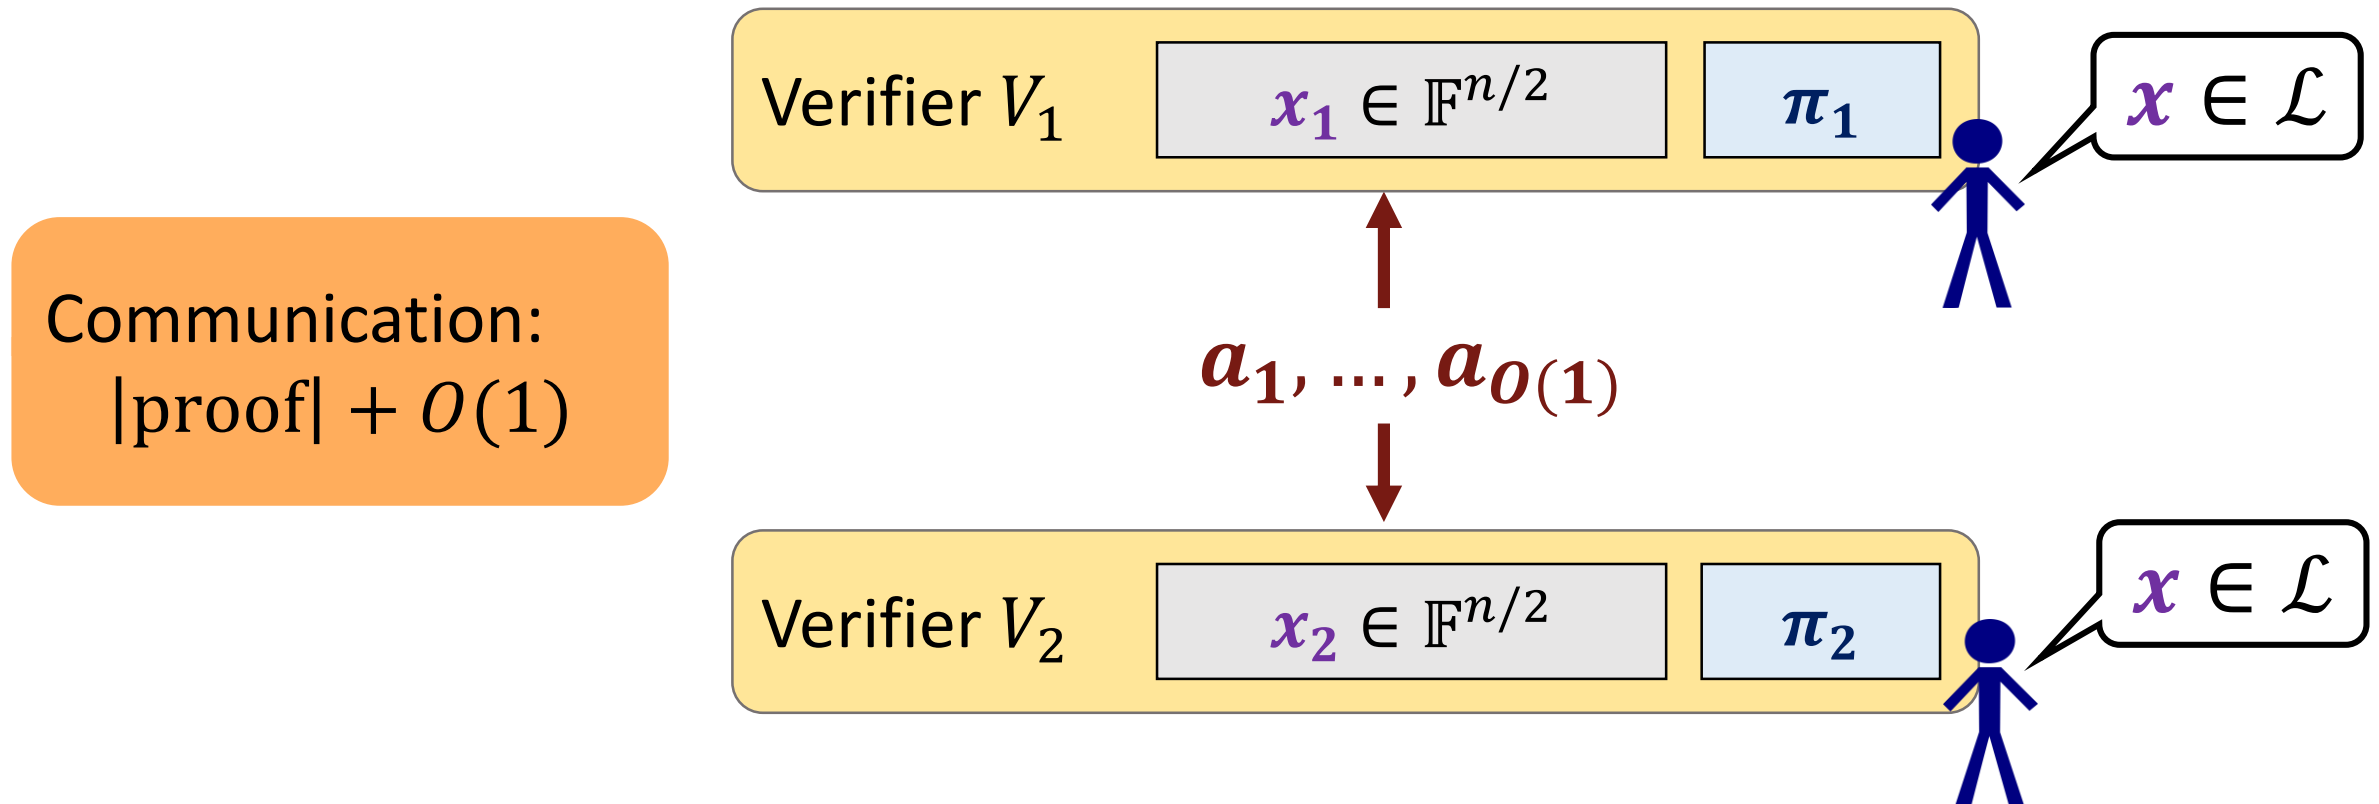 Verifier V₁
x₁ ∈ 𝔽^{n/2}
π₁
x ∈ ℒ
Communication:
|proof| + O(1)
a₁, … , a_{O(1)}
Verifier V₂
x₂ ∈ 𝔽^{n/2}
π₂
x ∈ ℒ